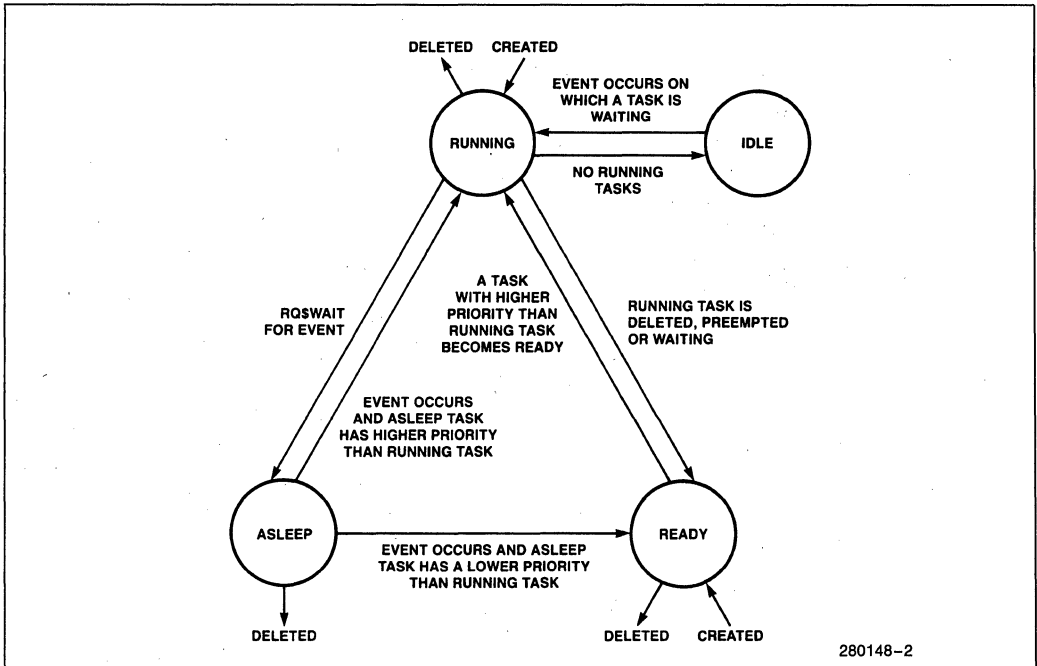 DELETED CREATED
EVENT OCCURS ON
WHICH A TASK IS
WAITING
RUNNING
IDLE
NO RUNNING
TASKS
A TASK
WITH HIGHER
PRIORITY THAN
RUNNING TASK
BECOMES READY
RQ$WAIT
FOR EVENT
RUNNING TASK IS
DELETED, PREEMPTED
OR WAITING
EVENT OCCURS
AND ASLEEP TASK
HAS HIGHER PRIORITY
THAN RUNNING TASK
ASLEEP
READY
EVENT OCCURS AND ASLEEP
TASK HAS A LOWER PRIORITY
THAN RUNNING TASK
DELETED
DELETED CREATED
280148-2